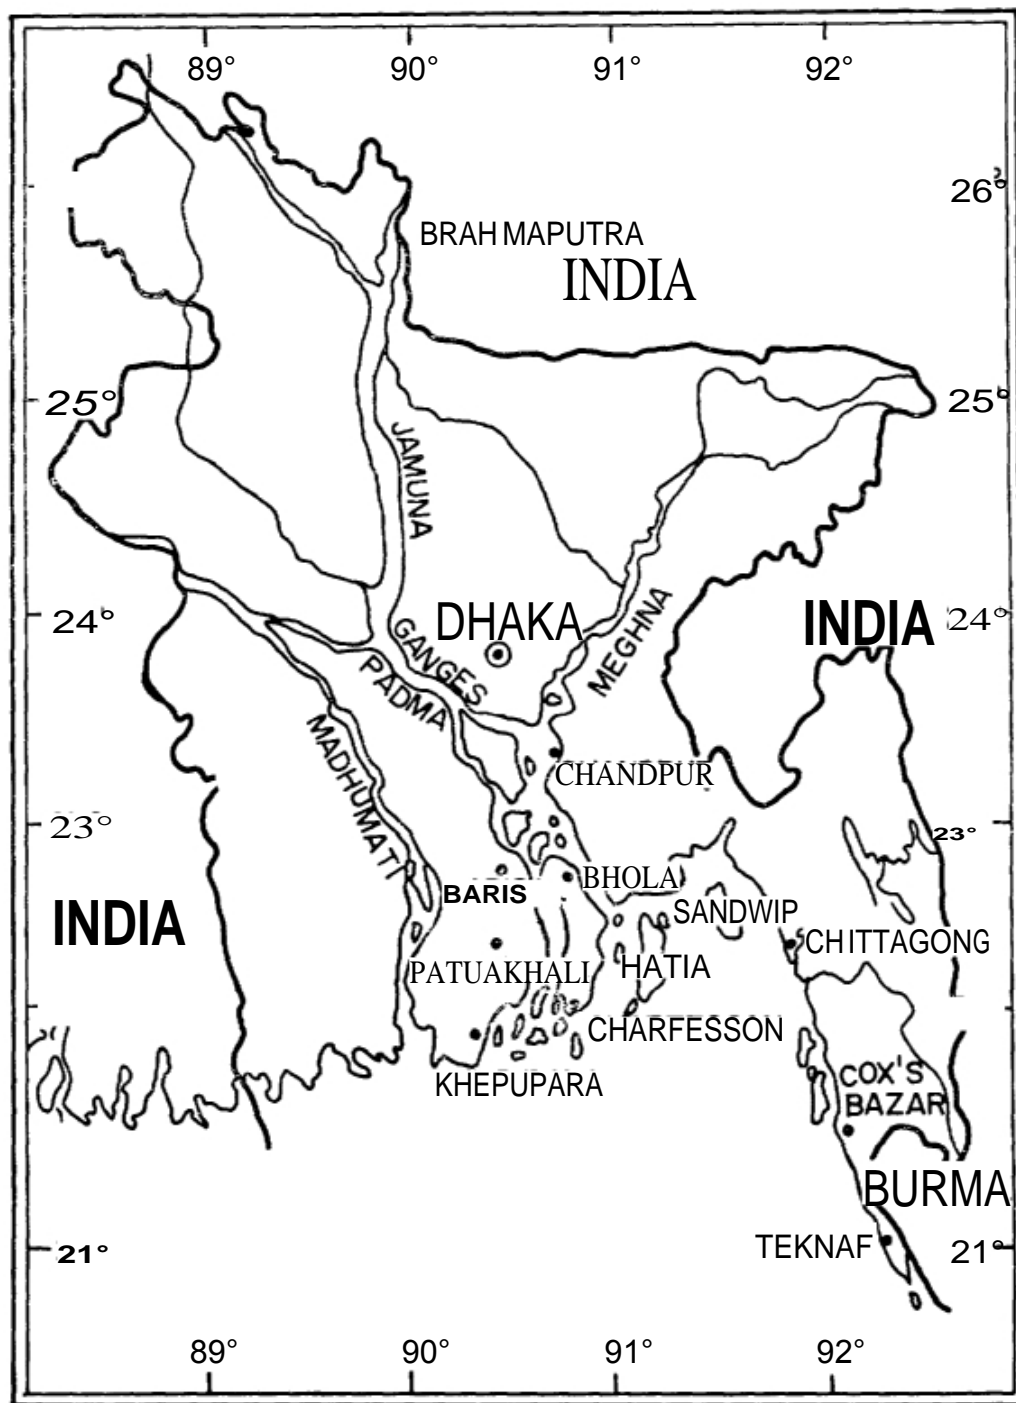 89° 90° 91° 92°
26°
BRAH MAPUTRA
INDIA
25° 25°
JAMUNA
24° DHAKA INDIA 24°
GANGES
MEGHNA
PADMA
MADHUMATI
CHANDPUR
23° 23°
BHOLA
BARIS
SANDWIP
INDIA
CHITTAGONG
PATUAKHALI
HATIA
CHARFESSON
KHEPUPARA
COX'S
BAZAR
BURMA
TEKNAF
21° 21°
89° 90° 91° 92°